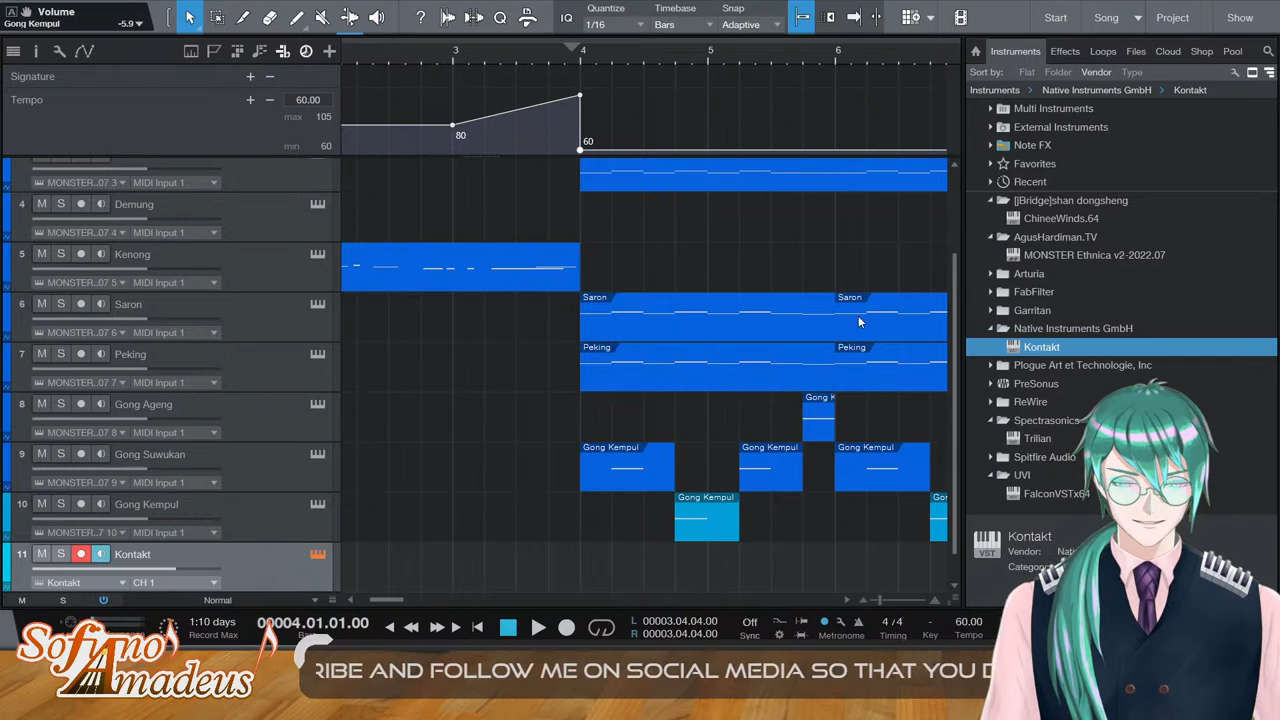 Volume
Gong Kempul -5.9
IQ
Quantize
1/16
Timebase
Bars
Snap
Adaptive
Start Song Project Show
3 4 5 6
Instruments Effects Loops Files Cloud Shop Pool
Signature
Sort by: Flat Folder Vendor Type
Tempo 60.00
max 105
min 60
80
60
Instruments Native Instruments GmbH Kontakt
Multi Instruments
External Instruments
Note FX
Favorites
Recent
[jBridge]shan dongsheng
ChineeWinds.64
AgusHardiman.TV
MONSTER Ethnica v2-2022.07
Arturia
FabFilter
Garritan
Native Instruments GmbH
Kontakt
Plogue Art et Technologie, Inc
PreSonus
ReWire
Spectrasonics
Trilian
Spitfire Audio
UVI
FalconVSTx64
MONSTER..07 3 MIDI Input 1
4 M S Demung
MONSTER..07 4 MIDI Input 1
5 M S Kenong
MONSTER..07 5 MIDI Input 1
6 M S Saron
MONSTER..07 6 MIDI Input 1
7 M S Peking
MONSTER..07 7 MIDI Input 1
8 M S Gong Ageng
MONSTER..07 8 MIDI Input 1
9 M S Gong Suwukan
MONSTER..07 9 MIDI Input 1
10 M S Gong Kempul
MONSTER..7 10 MIDI Input 1
11 M S Kontakt
Kontakt CH 1
Saron Saron
Peking Peking
Gong K
Gong Kempul Gong Kempul Gong Kempul
Gong Kempul Gor
Kontakt
VST
Vendor:
M S Normal
1:10 days
Record Max
00004.01.01.00
L 00003.04.04.00
R 00003.04.04.00
Off
Sync
Metronome
4 / 4
Timing
-
Key
60.00
Tempo
Sofiano
Amadeus
RIBE AND FOLLOW ME ON SOCIAL MEDIA SO THAT YOU D